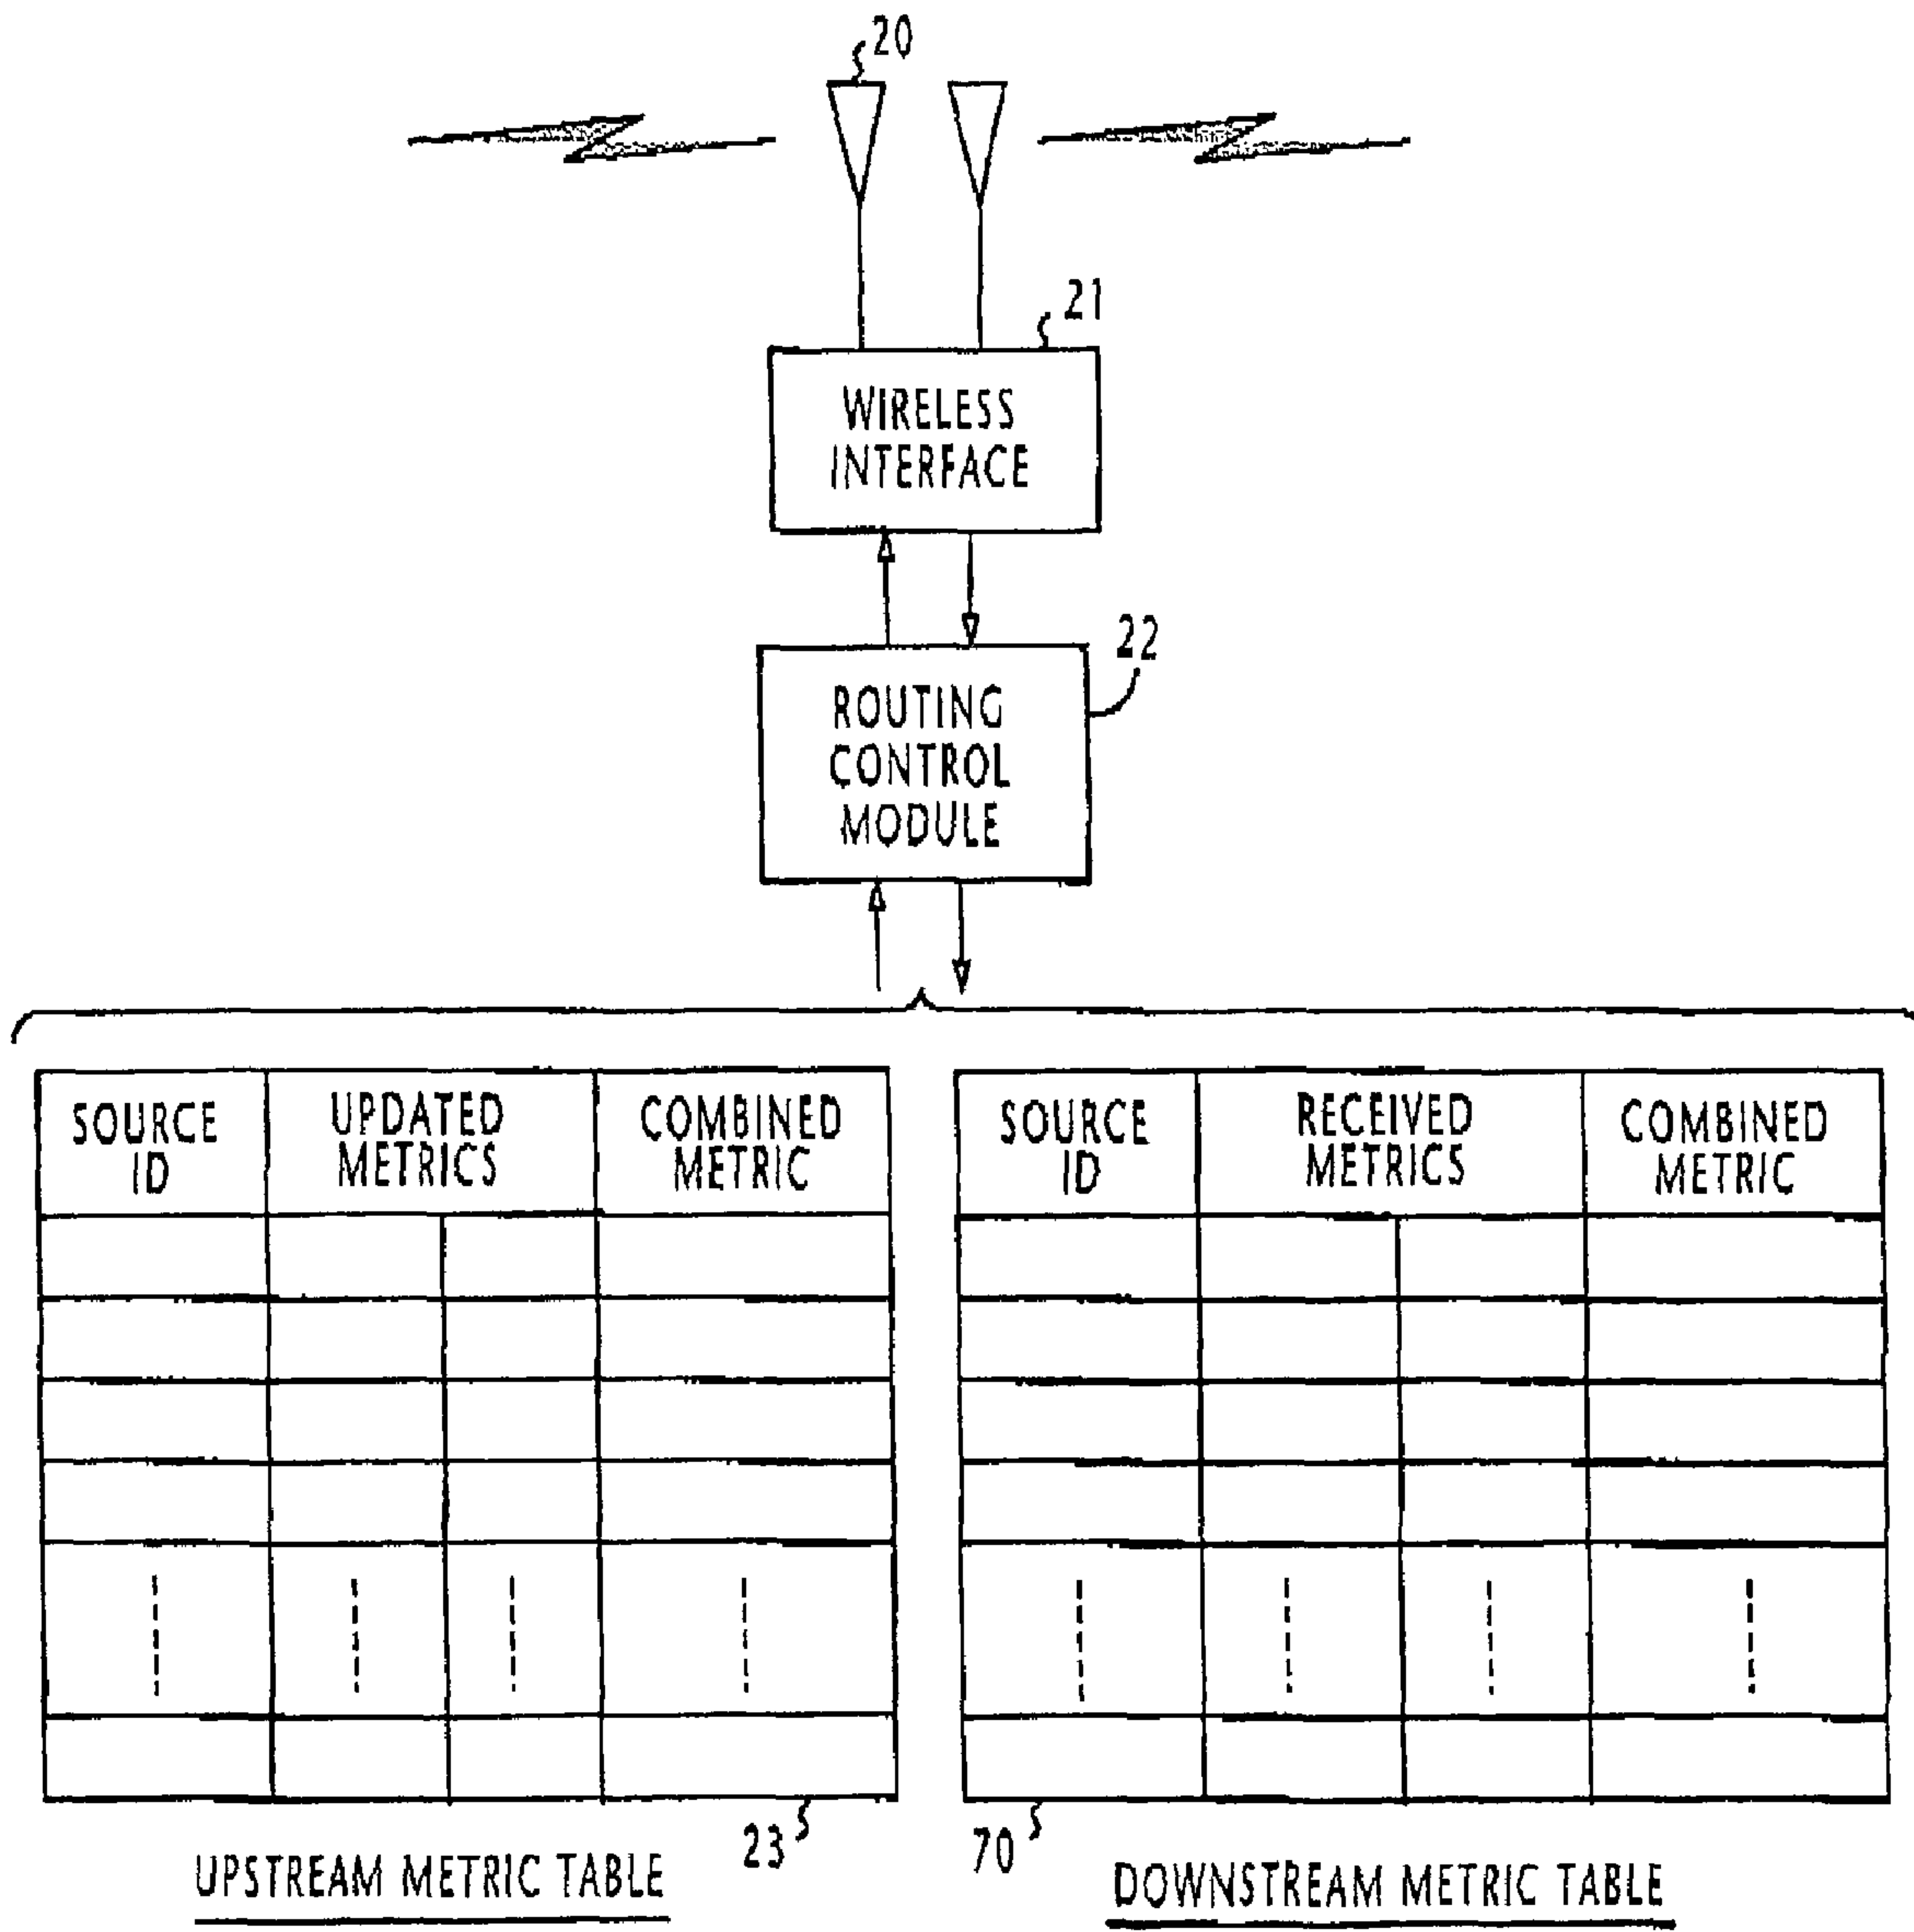 20
21
WIRELESS
INTERFACE
22
ROUTING
CONTROL
MODULE
SOURCE
ID
UPDATED
METRICS
COMBINED
METRIC
SOURCE
ID
RECEIVED
METRICS
COMBINED
METRIC
23
UPSTREAM METRIC TABLE
70
DOWNSTREAM METRIC TABLE